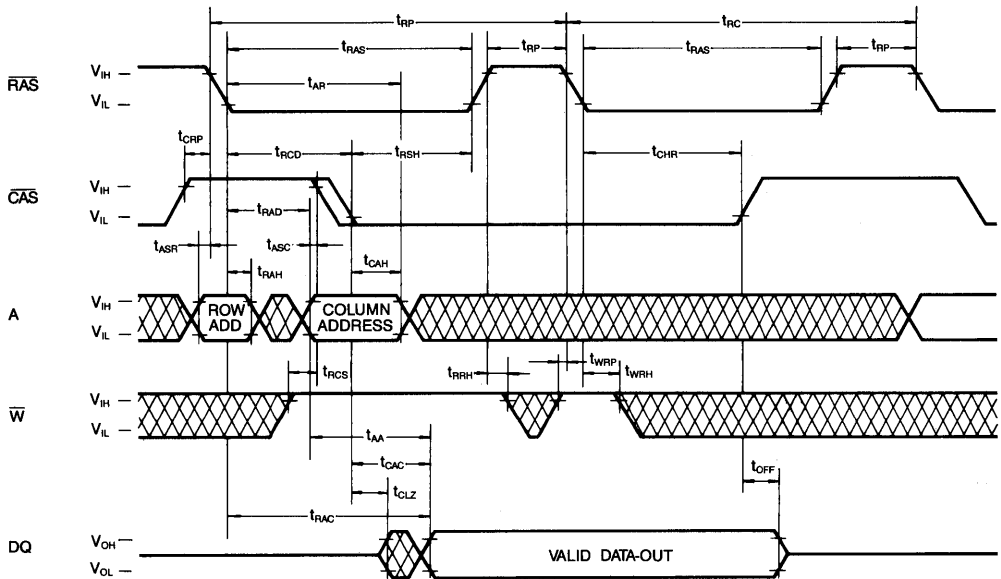 tRP tRC
tRAS tRP tRAS tRP
tAR
RAS VIH
VIL
tCRP tRCD tRSH tCHR
CAS VIH
VIL
tRAD
tASR tASC
tRAH tCAH
A VIH
VIL
ROW
ADD
COLUMN
ADDRESS
tRCS tRRH tWRP
tWRH
W VIH
VIL
tAA
tCAC
tCLZ tOFF
tRAC
DQ VOH
VOL
VALID DATA-OUT